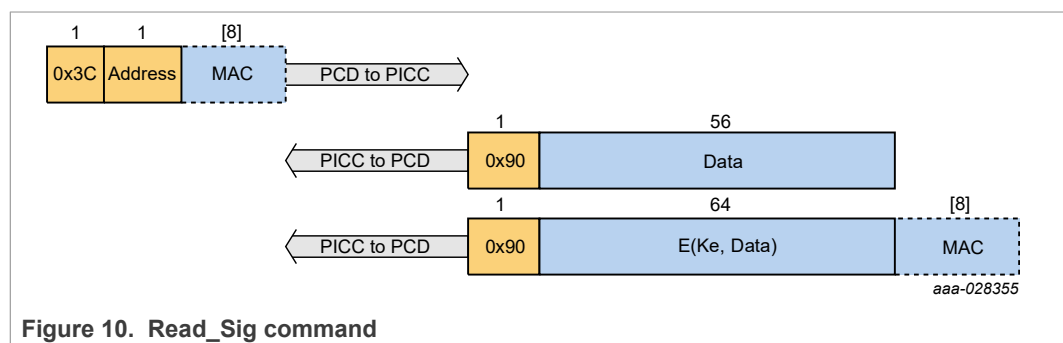 1 1 [8]
0x3C Address MAC PCD to PICC
1 56
PICC to PCD 0x90 Data
1 64 [8]
PICC to PCD 0x90 E(Ke, Data) MAC
aaa-028355
Figure 10. Read_Sig command